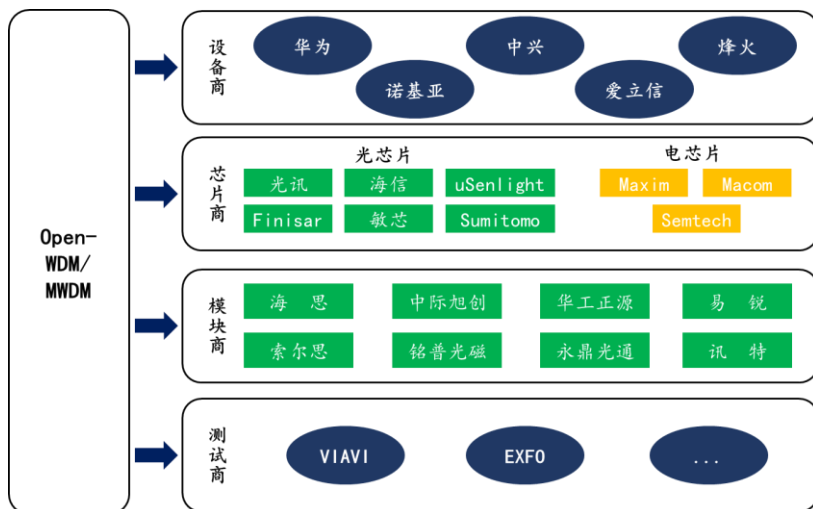 Open-
WDM/
MWDM
设备商
华为
中兴
烽火
诺基亚
爱立信
芯片商
光芯片
电芯片
光讯
海信
uSenlight
Maxim
Macom
Finisar
敏芯
Sumitomo
Semtech
模块商
海 思
中际旭创
华工正源
易 锐
索尔思
铭普光磁
永鼎光通
讯 特
测试商
VIAVI
EXFO
...